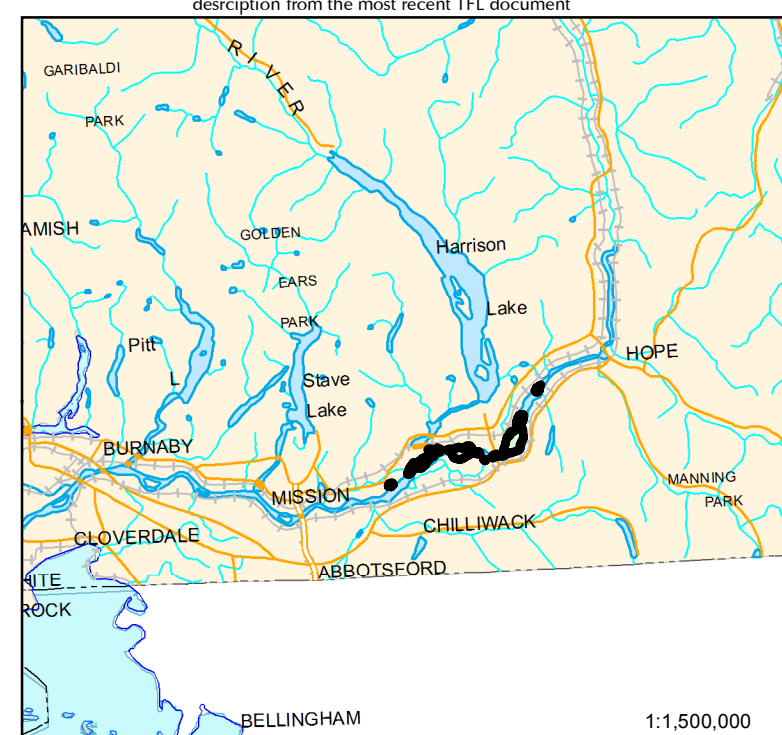 desrciption from the most recent TFL document
RIVER
GARIBALDI
PARK
AMISH
GOLDEN
EARS
PARK
Harrison
Lake
Pitt
L
Stave
Lake
HOPE
BURNABY
MISSION
MANNING
PARK
CHILLIWACK
CLOVERDALE
ABBOTSFORD
HITE
ROCK
BELLINGHAM
1:1,500,000